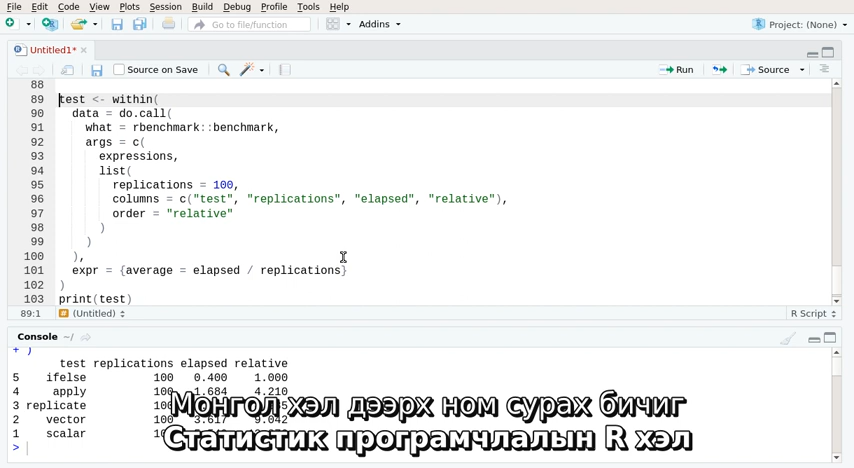 File Edit Code View Plots Session Build Debug Profile Tools Help
Go to file/function Addins Project: (None)
Untitled1*
Source on Save Run Source
88
89 test <- within(
90 data = do.call(
91 what = rbenchmark::benchmark,
92 args = c(
93 expressions,
94 list(
95 replications = 100,
96 columns = c("test", "replications", "elapsed", "relative"),
97 order = "relative"
98 )
99 )
100 ),
101 expr = {average = elapsed / replications}
102 )
103 print(test)
89:1 (Untitled) R Script
Console ~/
+ )
test replications elapsed relative
5 ifelse 100 0.400 1.000
4 apply 100 1.684 4.210
3 replicate
2 vector 100 3.617 9.042
1 scalar
Монгол хэл дээрх ном сурах бичиг
Статистик програмчлалын R хэл
>